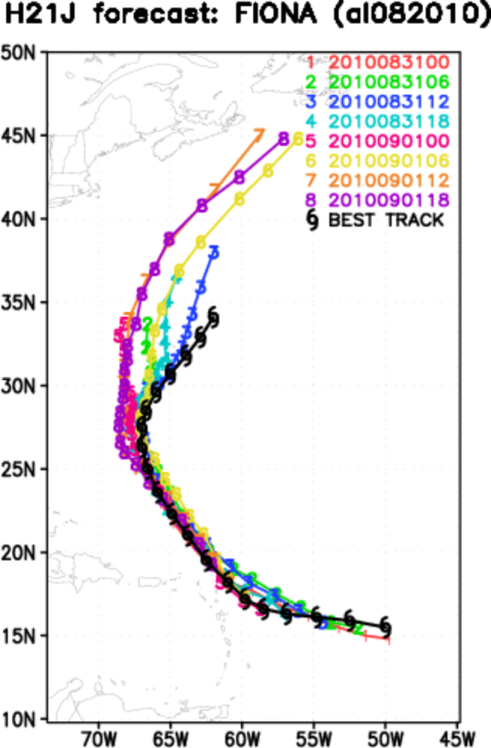 H21J forecast: FIONA (al082010)
50N
1 2010083100
2 2010083106
3 2010083112
4 2010083118
5 2010090100
6 2010090106
7 2010090112
8 2010090118
BEST TRACK
45N
40N
35N
30N
25N
20N
15N
10N
70W 65W 60W 55W 50W 45W